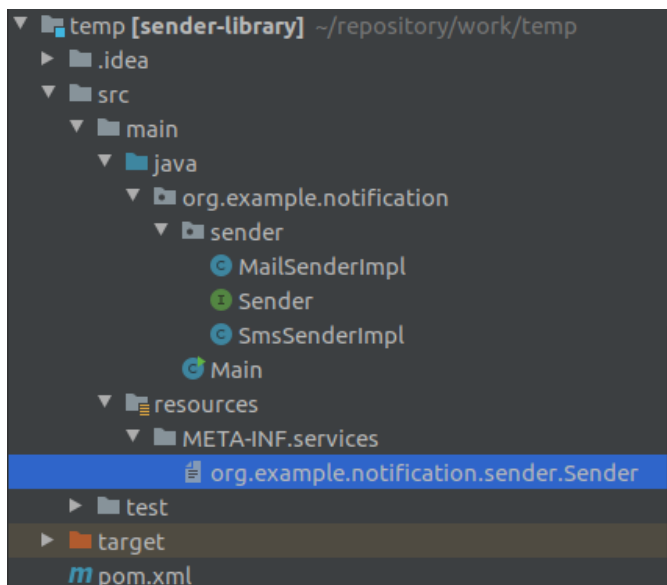 temp [sender-library] ~/repository/work/temp
.idea
src
main
java
org.example.notification
sender
MailSenderImpl
Sender
SmsSenderImpl
Main
resources
META-INF.services
org.example.notification.sender.Sender
test
target
pom.xml